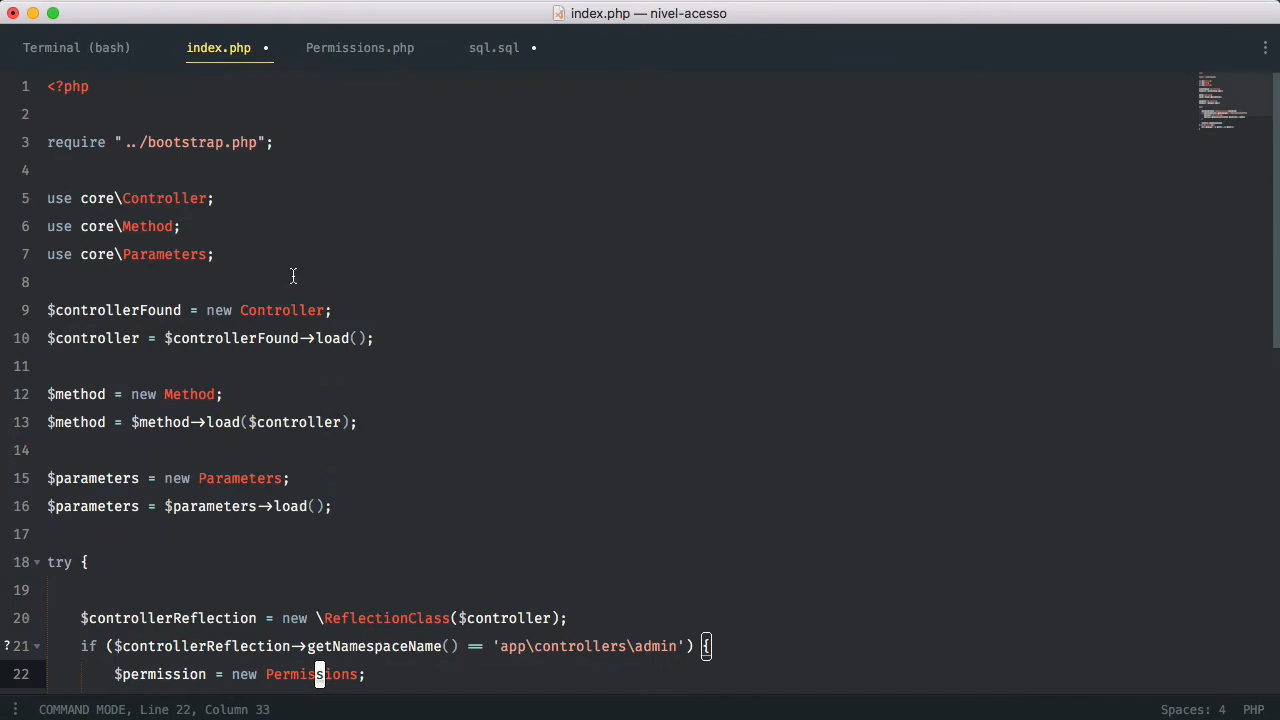 index.php — nivel-acesso
Terminal (bash) index.php • Permissions.php sql.sql •
1 <?php
2
3 require "../bootstrap.php";
4
5 use core\Controller;
6 use core\Method;
7 use core\Parameters;
8
9 $controllerFound = new Controller;
10 $controller = $controllerFound->load();
11
12 $method = new Method;
13 $method = $method->load($controller);
14
15 $parameters = new Parameters;
16 $parameters = $parameters->load();
17
18 try {
19
20 $controllerReflection = new \ReflectionClass($controller);
?21 if ($controllerReflection->getNamespaceName() == 'app\controllers\admin') {
22 $permission = new Permissions;
COMMAND MODE, Line 22, Column 33 Spaces: 4 PHP